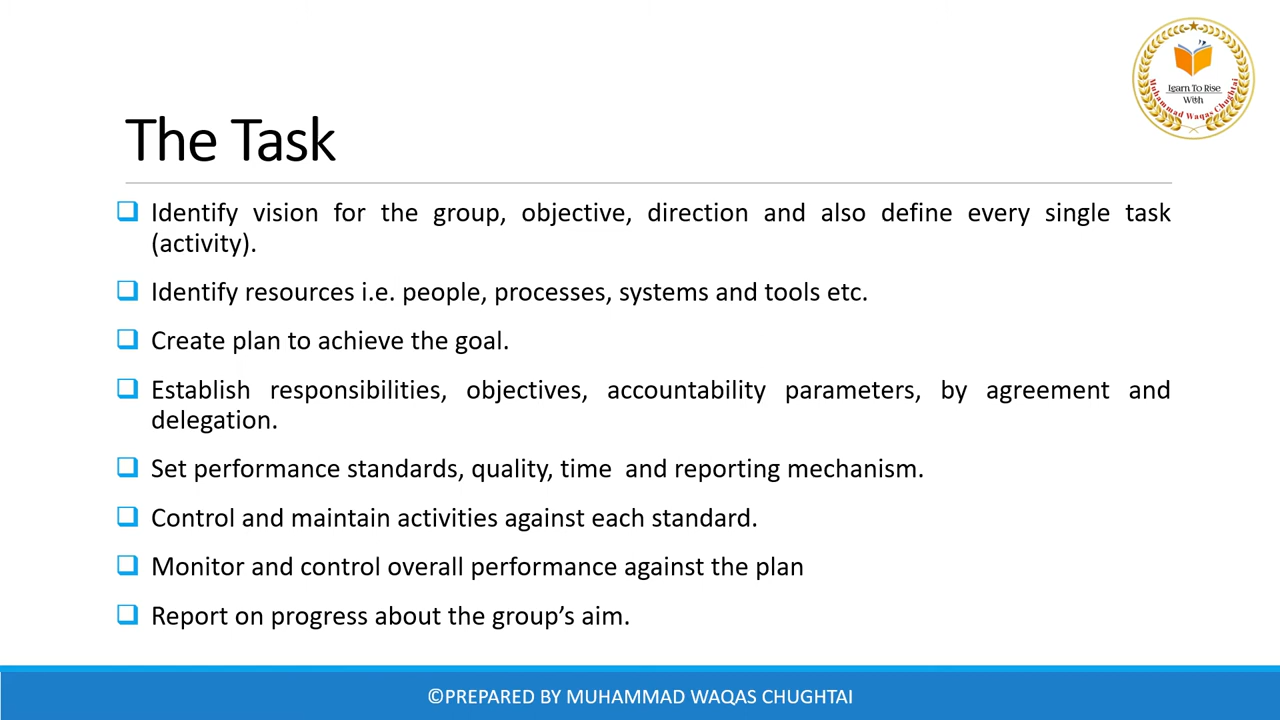 Learn To Rise
With
Muhammad Waqas Chughtai
The Task
Identify vision for the group, objective, direction and also define every single task
(activity).
Identify resources i.e. people, processes, systems and tools etc.
Create plan to achieve the goal.
Establish responsibilities, objectives, accountability parameters, by agreement and
delegation.
Set performance standards, quality, time  and reporting mechanism.
Control and maintain activities against each standard.
Monitor and control overall performance against the plan
Report on progress about the group’s aim.
©PREPARED BY MUHAMMAD WAQAS CHUGHTAI